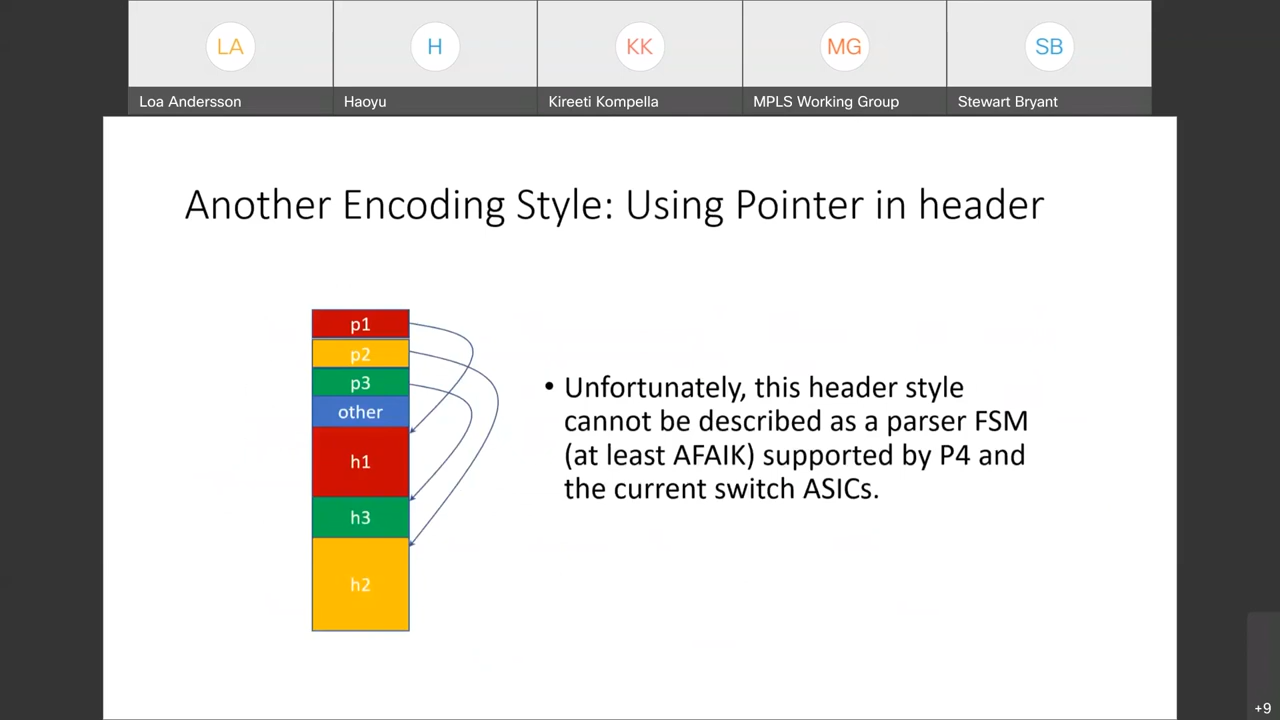 LA
H
KK
MG
SB
Loa Andersson
Haoyu
Kireeti Kompella
MPLS Working Group
Stewart Bryant
Another Encoding Style: Using Pointer in header
p1
p2
p3
other
h1
h3
h2
• Unfortunately, this header style
cannot be described as a parser FSM
(at least AFAIK) supported by P4 and
the current switch ASICs.
+9